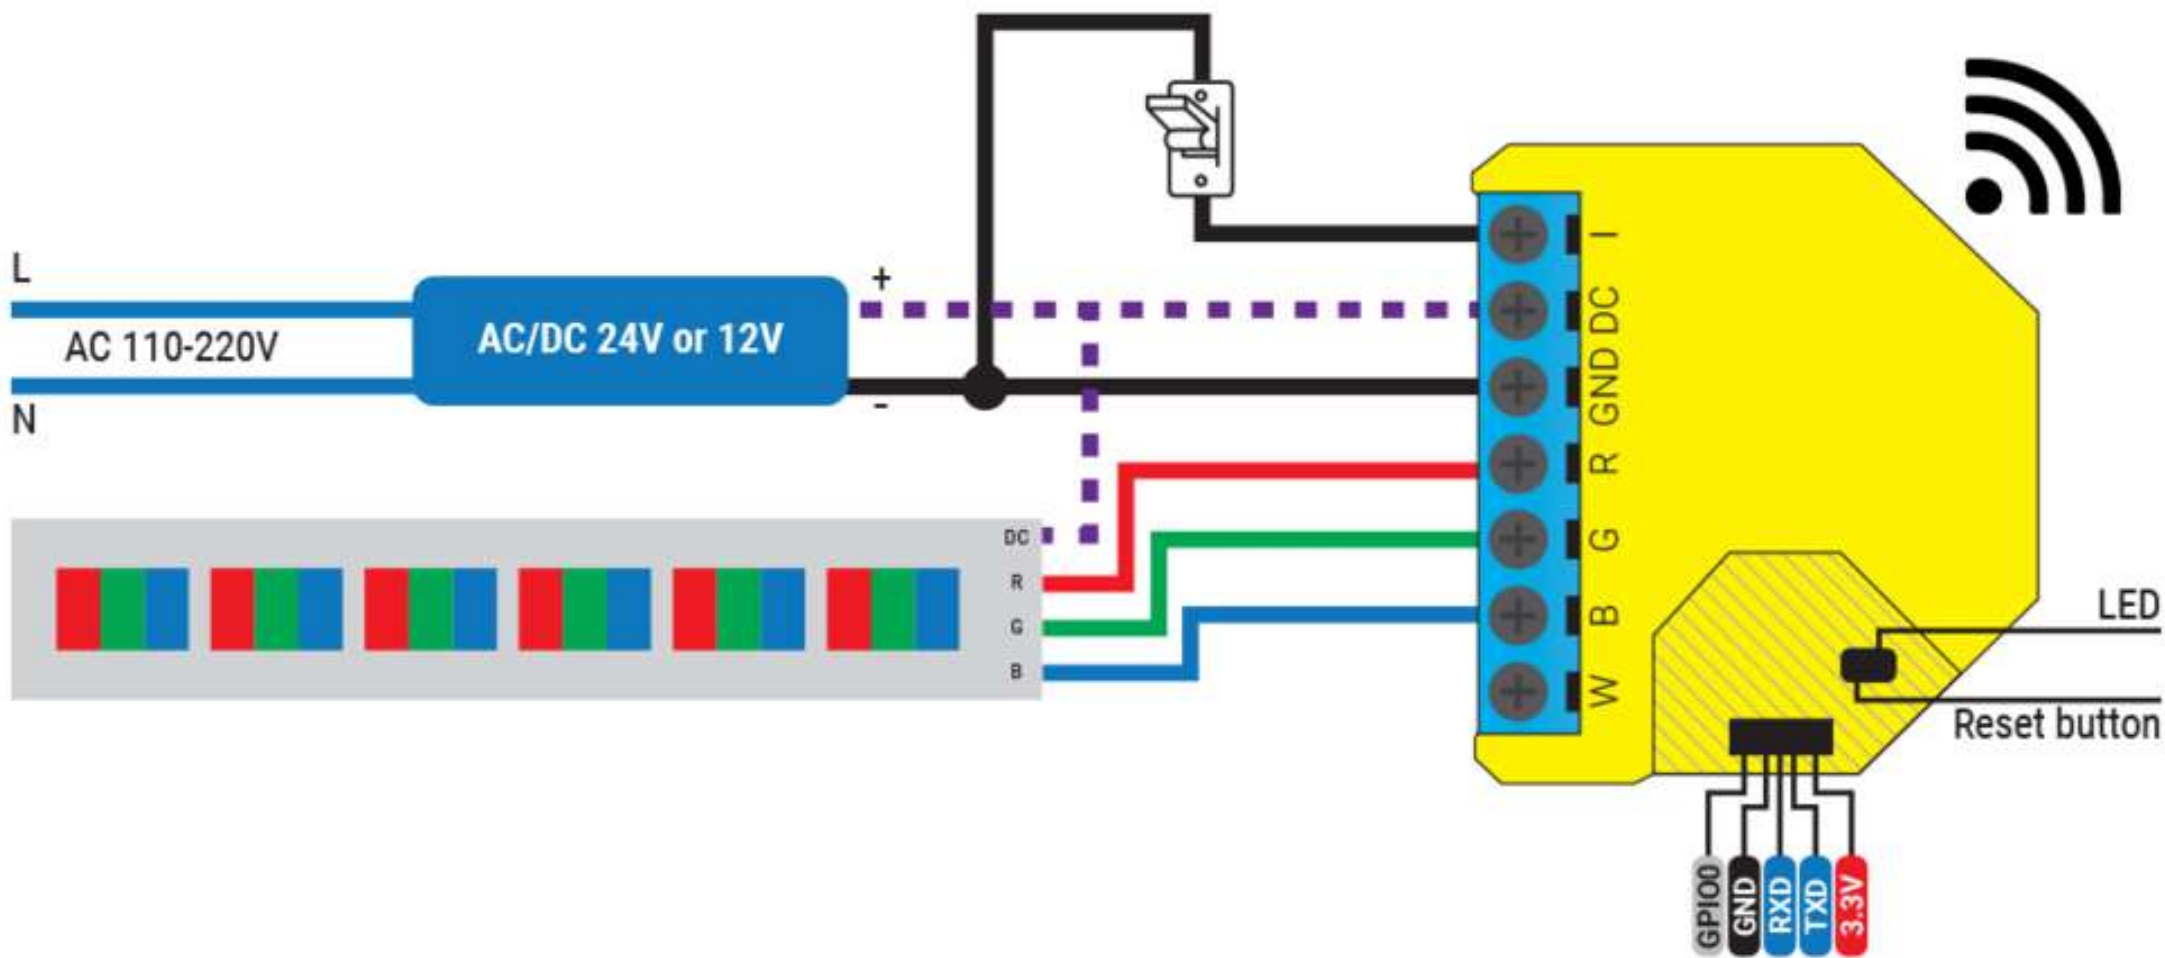 L
AC 110-220V
N
AC/DC 24V or 12V
+
-
I
DC
GND
R
G
B
W
DC
R
G
B
LED
Reset button
GPIO0
GND
RXD
TXD
3.3V